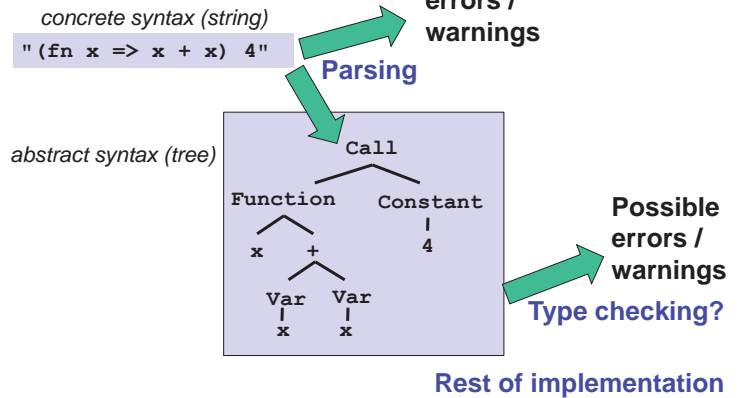 concrete syntax (string)
errors /
warnings
"(fn x => x + x) 4"
Parsing
abstract syntax (tree)
Call
Function Constant
x + 4
Var Var
x x
Possible
errors /
warnings
Type checking?
Rest of implementation